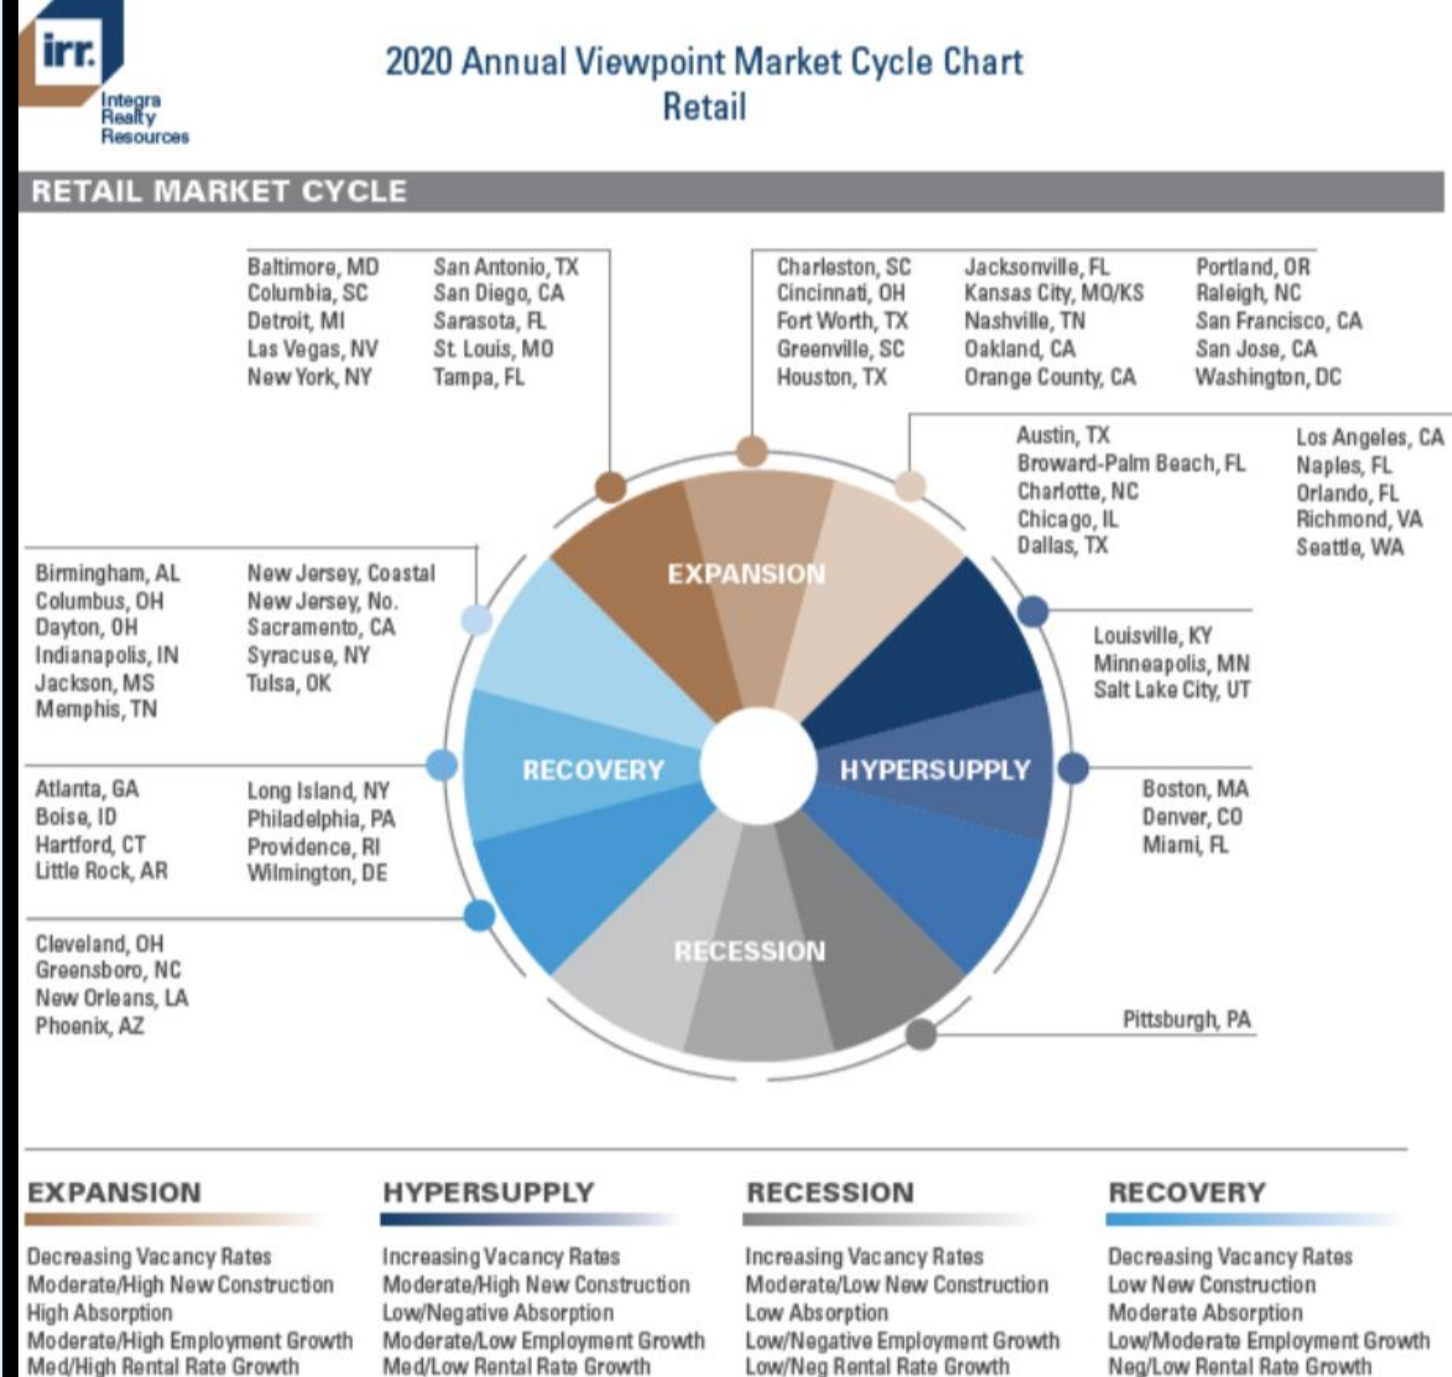 irr.
Integra
Realty
Resources
2020 Annual Viewpoint Market Cycle Chart
Retail
RETAIL MARKET CYCLE
Baltimore, MD
Columbia, SC
Detroit, MI
Las Vegas, NV
New York, NY
San Antonio, TX
San Diego, CA
Sarasota, FL
St. Louis, MO
Tampa, FL
Charleston, SC
Cincinnati, OH
Fort Worth, TX
Greenville, SC
Houston, TX
Jacksonville, FL
Kansas City, MO/KS
Nashville, TN
Oakland, CA
Orange County, CA
Portland, OR
Raleigh, NC
San Francisco, CA
San Jose, CA
Washington, DC
Austin, TX
Broward-Palm Beach, FL
Charlotte, NC
Chicago, IL
Dallas, TX
Los Angeles, CA
Naples, FL
Orlando, FL
Richmond, VA
Seattle, WA
Birmingham, AL
Columbus, OH
Dayton, OH
Indianapolis, IN
Jackson, MS
Memphis, TN
New Jersey, Coastal
New Jersey, No.
Sacramento, CA
Syracuse, NY
Tulsa, OK
EXPANSION
Louisville, KY
Minneapolis, MN
Salt Lake City, UT
Atlanta, GA
Boise, ID
Hartford, CT
Little Rock, AR
Long Island, NY
Philadelphia, PA
Providence, RI
Wilmington, DE
RECOVERY
HYPERSUPPLY
Boston, MA
Denver, CO
Miami, FL
Cleveland, OH
Greensboro, NC
New Orleans, LA
Phoenix, AZ
RECESSION
Pittsburgh, PA
EXPANSION
Decreasing Vacancy Rates
Moderate/High New Construction
High Absorption
Moderate/High Employment Growth
Med/High Rental Rate Growth
HYPERSUPPLY
Increasing Vacancy Rates
Moderate/High New Construction
Low/Negative Absorption
Moderate/Low Employment Growth
Med/Low Rental Rate Growth
RECESSION
Increasing Vacancy Rates
Moderate/Low New Construction
Low Absorption
Low/Negative Employment Growth
Low/Neg Rental Rate Growth
RECOVERY
Decreasing Vacancy Rates
Low New Construction
Moderate Absorption
Low/Moderate Employment Growth
Neg/Low Rental Rate Growth